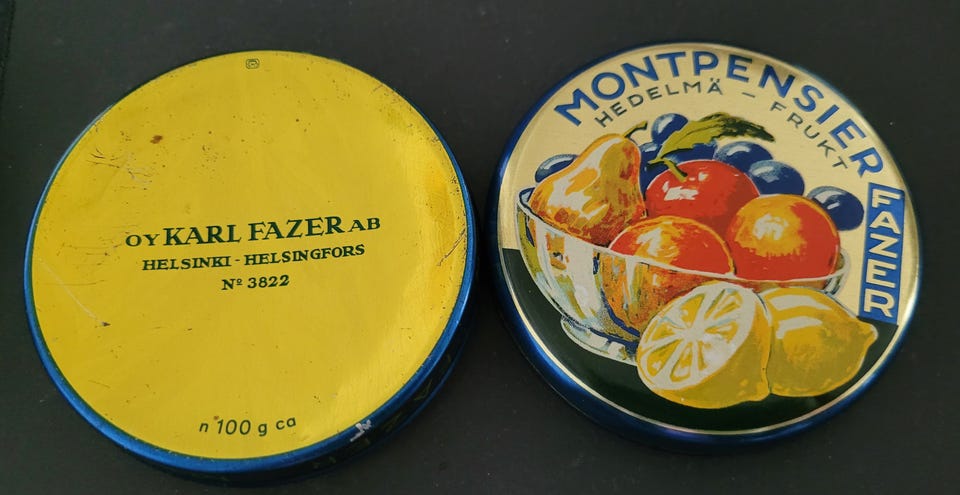 OY KARL FAZER AB
HELSINKI - HELSINGFORS
Nº 3822
n 100 g ca
MONTPENSIER
HEDELMÄ – FRUKT
FAZER